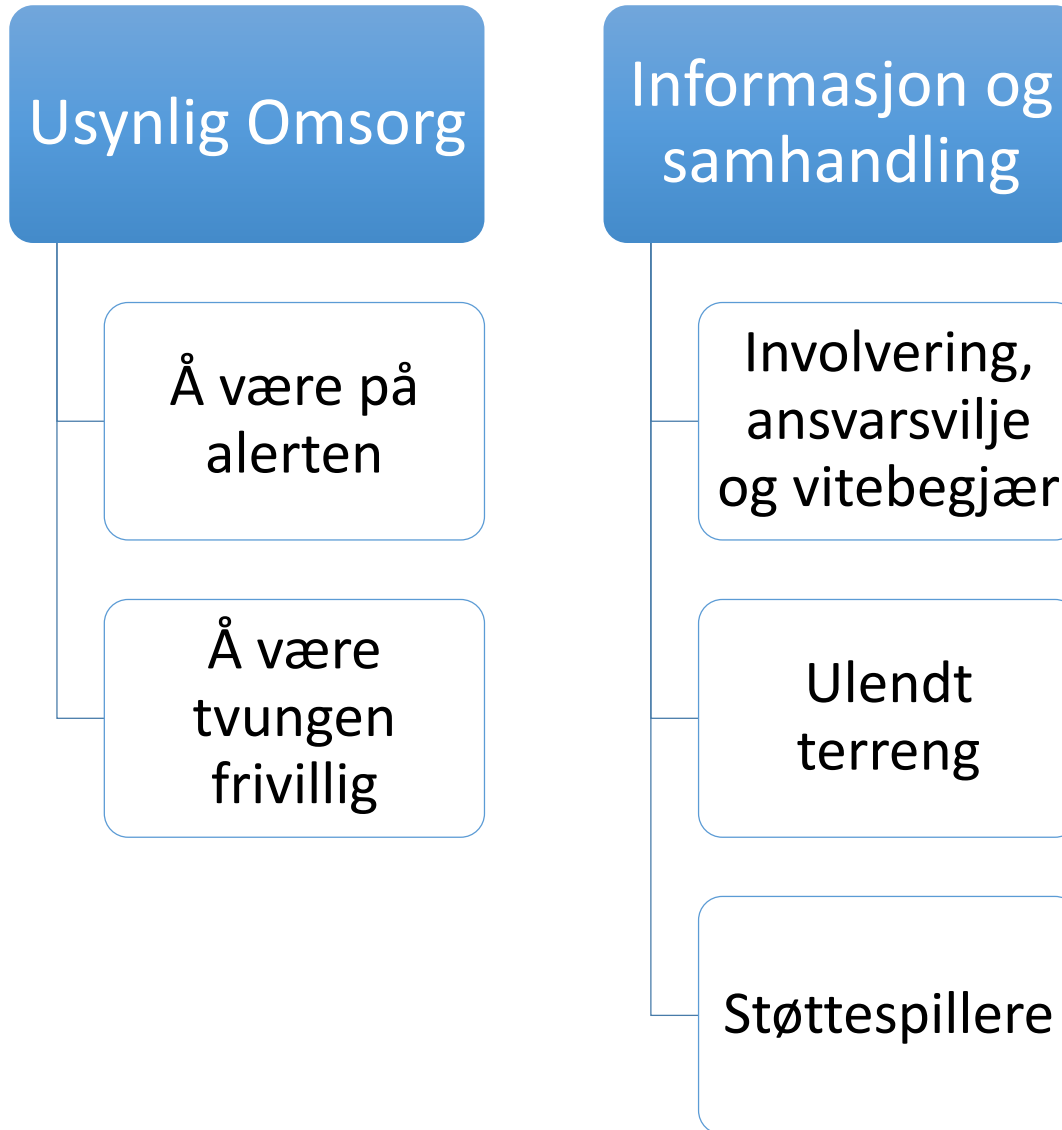 Usynlig Omsorg
Å være på
alerten
Å være
tvungen
frivillig
Informasjon og
samhandling
Involvering,
ansvarsvilje
og vitebegjær
Ulendt
terreng
Støttespillere